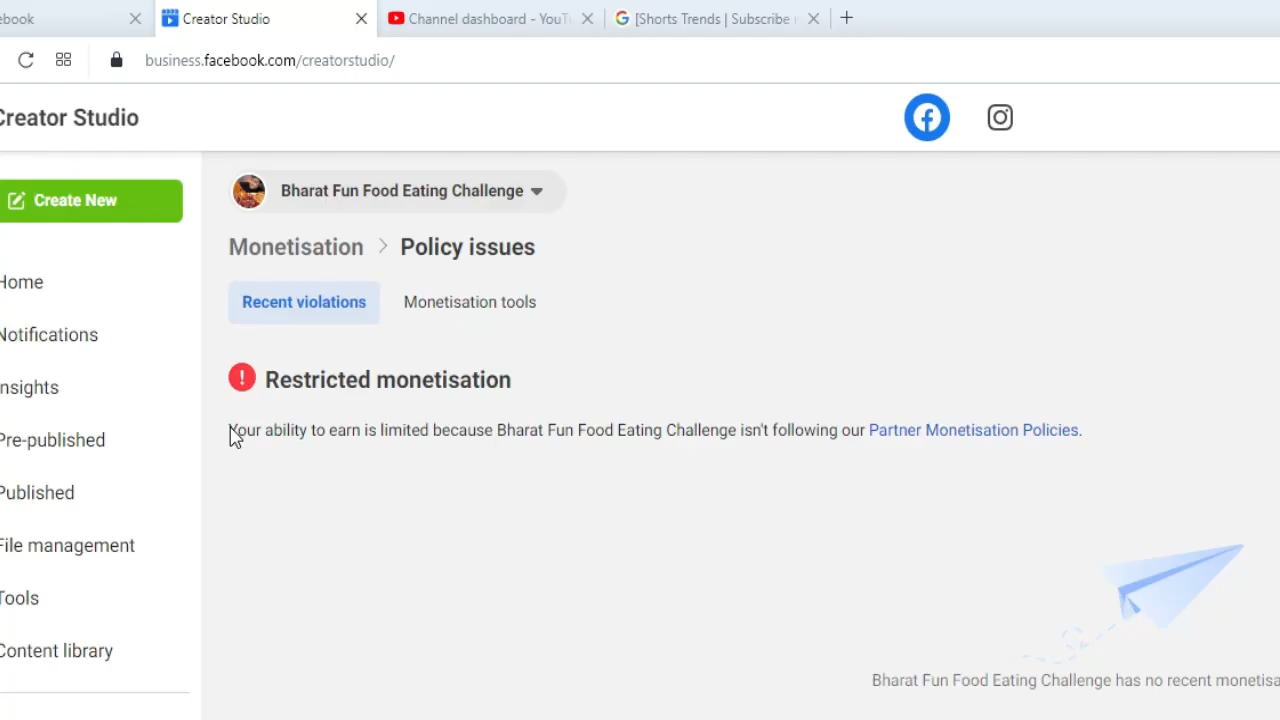 ebook
Creator Studio
Channel dashboard - YouT
[Shorts Trends | Subscribe
business.facebook.com/creatorstudio/
Creator Studio
Create New
Bharat Fun Food Eating Challenge
Monetisation > Policy issues
Recent violations
Monetisation tools
Home
Notifications
Insights
Pre-published
Published
File management
Tools
Content library
Restricted monetisation
Your ability to earn is limited because Bharat Fun Food Eating Challenge isn't following our Partner Monetisation Policies.
Bharat Fun Food Eating Challenge has no recent monetisa